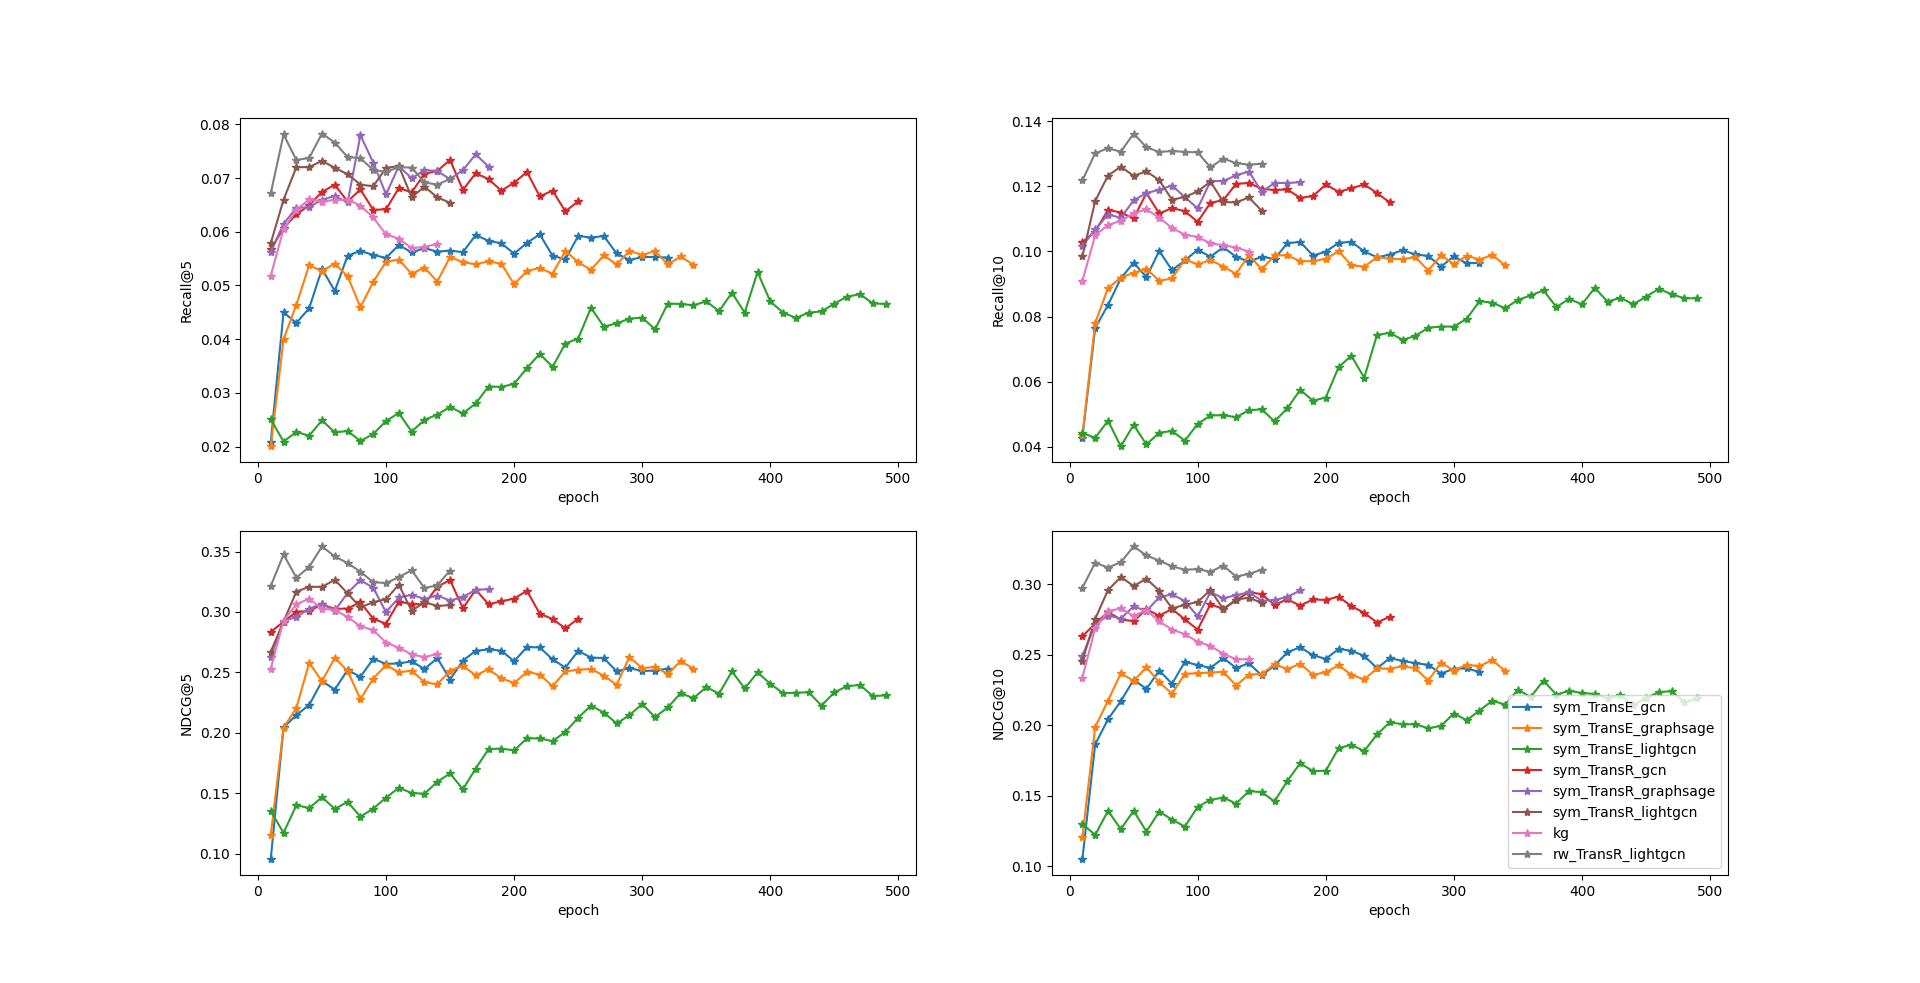 0.08
0.07
0.06
0.05
0.04
0.03
0.02
Recall@5
0 100 200 300 400 500
epoch
0.14
0.12
0.10
0.08
0.06
0.04
Recall@10
0 100 200 300 400 500
epoch
0.35
0.30
0.25
0.20
0.15
0.10
NDCG@5
0 100 200 300 400 500
epoch
0.30
0.25
0.20
0.15
0.10
NDCG@10
0 100 200 300 400 500
epoch
sym_TransE_gcn
sym_TransE_graphsage
sym_TransE_lightgcn
sym_TransR_gcn
sym_TransR_graphsage
sym_TransR_lightgcn
kg
rw_TransR_lightgcn